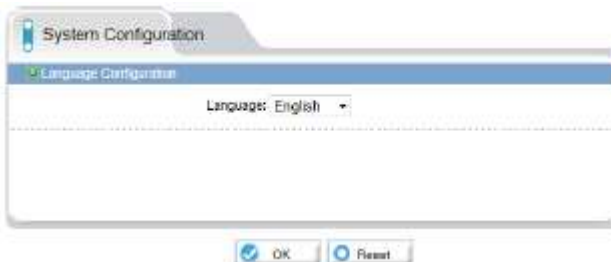 System Configuration
Language Configuration
Language: English
OK Reset